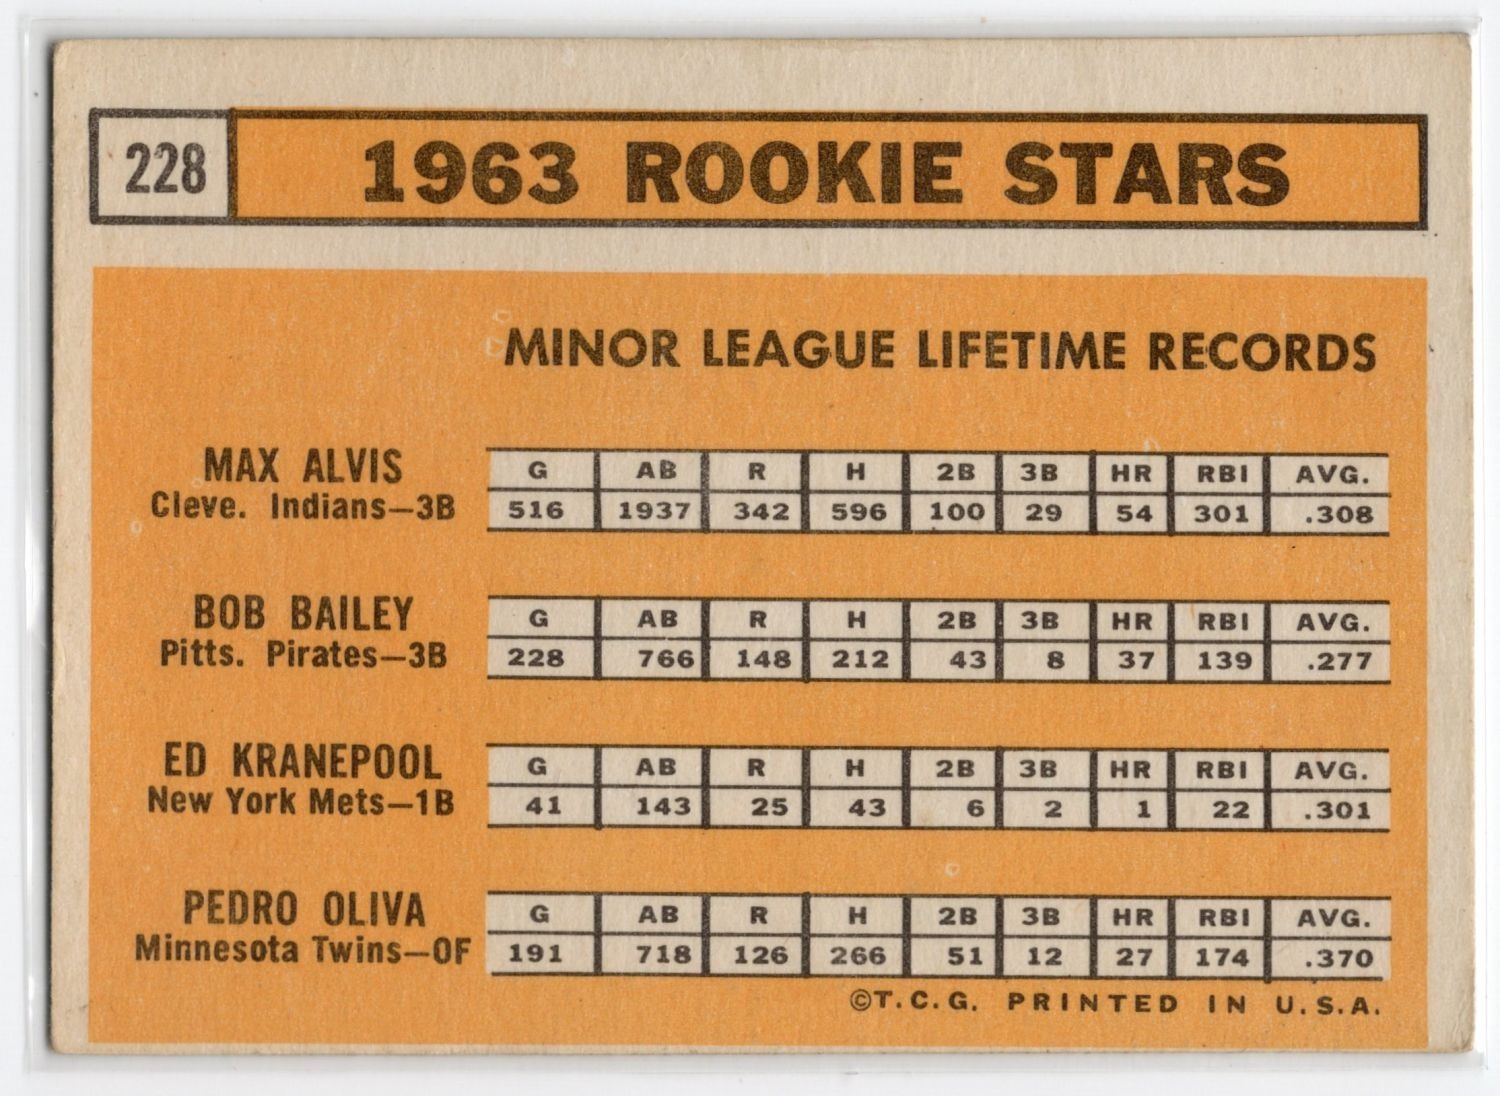 228 1963 ROOKIE STARS
MINOR LEAGUE LIFETIME RECORDS
MAX ALVIS
Cleve. Indians—3B
G AB R H 2B 3B HR RBI AVG.
516 1937 342 596 100 29 54 301 .308
BOB BAILEY
Pitts. Pirates—3B
G AB R H 2B 3B HR RBI AVG.
228 766 148 212 43 8 37 139 .277
ED KRANEPOOL
New York Mets—1B
G AB R H 2B 3B HR RBI AVG.
41 143 25 43 6 2 1 22 .301
PEDRO OLIVA
Minnesota Twins—OF
G AB R H 2B 3B HR RBI AVG.
191 718 126 266 51 12 27 174 .370
©T.C.G. PRINTED IN U.S.A.